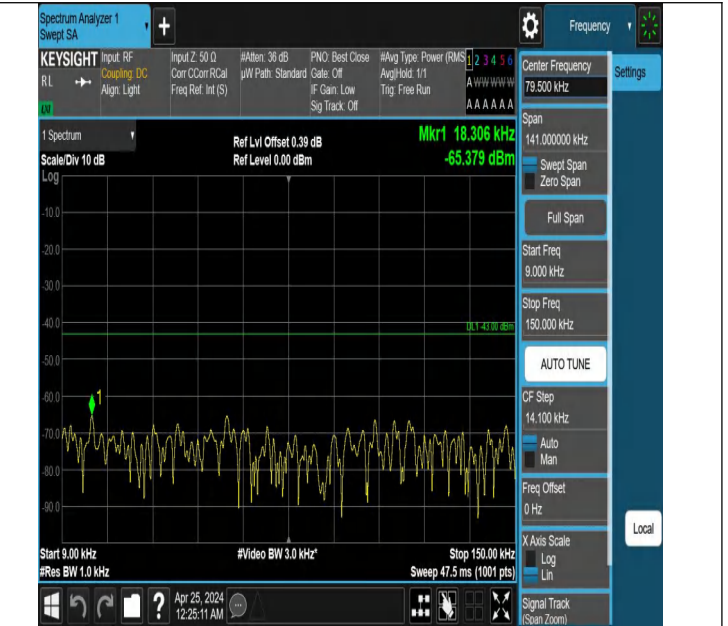 Spectrum Analyzer 1
Swept SA
+
Frequency
KEYSIGHT
RL
Input: RF
Coupling: DC
Align: Light
Input Z: 50 Ω
Corr CCorr RCal
Freq Ref: Int (S)
#Atten: 36 dB
µW Path: Standard
PNO: Best Close
Gate: Off
IF Gain: Low
Sig Track: Off
#Avg Type: Power (RMS
Avg|Hold: 1/1
Trig: Free Run
1 2 3 4 5 6
A W W W W W
A A A A A A
1 Spectrum
Scale/Div 10 dB
Log
Ref Lvl Offset 0.39 dB
Ref Level 0.00 dBm
Mkr1 18.306 kHz
-65.379 dBm
-10.0
-20.0
-30.0
-40.0
-50.0
-60.0
-70.0
-80.0
-90.0
DL1 -43.00 dBm
1
Start 9.00 kHz
#Res BW 1.0 kHz
#Video BW 3.0 kHz*
Stop 150.00 kHz
Sweep 47.5 ms (1001 pts)
?
Apr 25, 2024
12:25:11 AM
Center Frequency
79.500 kHz
Settings
Span
141.000000 kHz
Swept Span
Zero Span
Full Span
Start Freq
9.000 kHz
Stop Freq
150.000 kHz
AUTO TUNE
CF Step
14.100 kHz
Auto
Man
Freq Offset
0 Hz
X Axis Scale
Log
Lin
Local
Signal Track
(Span Zoom)